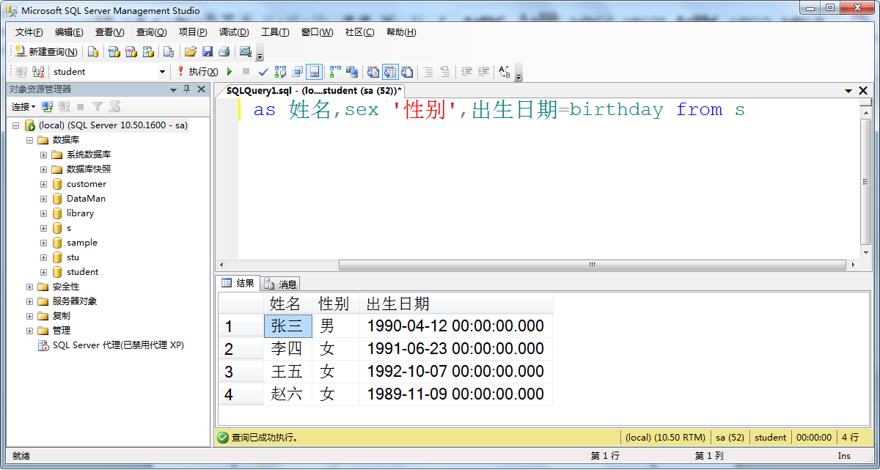 Microsoft SQL Server Management Studio
文件(F) 编辑(E) 查看(V) 查询(Q) 项目(P) 调试(D) 工具(T) 窗口(W) 社区(C) 帮助(H)
新建查询(N)
student 执行(X)
对象资源管理器
连接
(local) (SQL Server 10.50.1600 - sa)
数据库
系统数据库
数据库快照
customer
DataMan
library
s
sample
stu
student
安全性
服务器对象
复制
管理
SQL Server 代理(已禁用代理 XP)
SQLQuery1.sql - (lo....student (sa (52))*
as 姓名,sex '性别',出生日期=birthday from s
结果 消息
姓名 性别 出生日期
1 张三 男 1990-04-12 00:00:00.000
2 李四 女 1991-06-23 00:00:00.000
3 王五 女 1992-10-07 00:00:00.000
4 赵六 女 1989-11-09 00:00:00.000
查询已成功执行。 (local) (10.50 RTM) sa (52) student 00:00:00 4 行
就绪 第 1 行 第 1 列 Ins